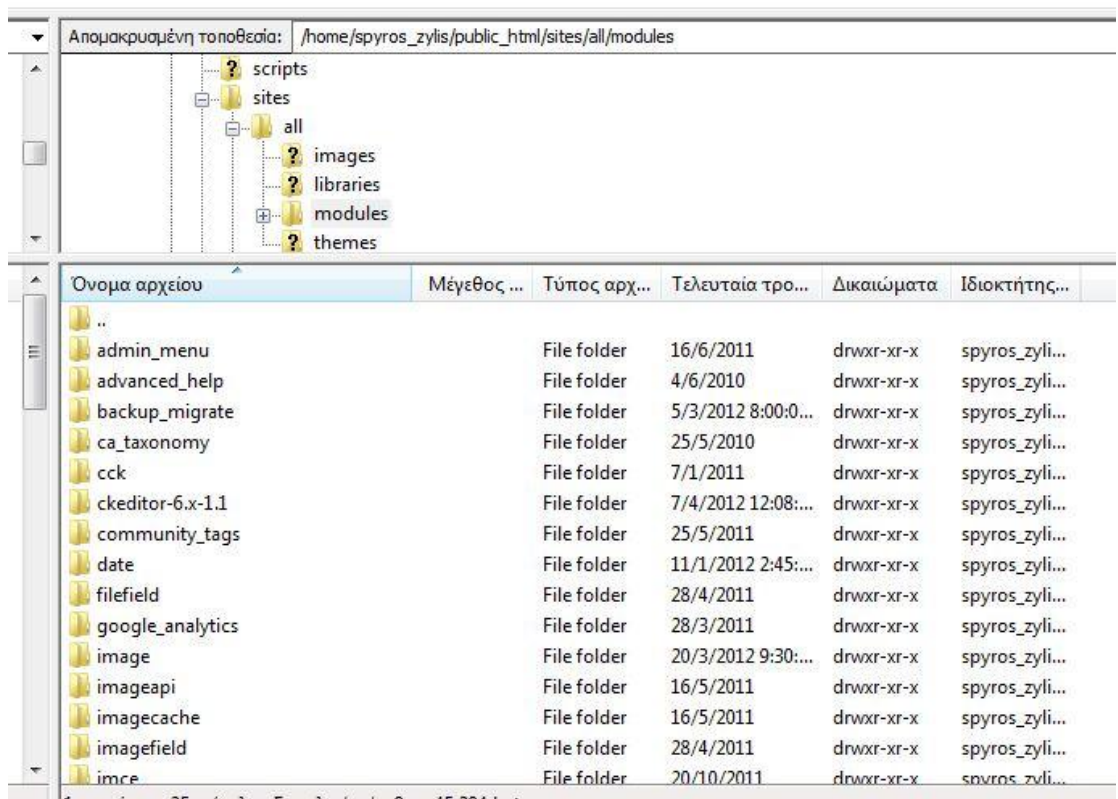 Απομακρυσμένη τοποθεσία: /home/spyros_zylis/public_html/sites/all/modules
? scripts
sites
all
? images
? libraries
modules
? themes
Όνομα αρχείου Μέγεθος ... Τύπος αρχ... Τελευταία τρο... Δικαιώματα Ιδιοκτήτης...
..
admin_menu File folder 16/6/2011 drwxr-xr-x spyros_zyli...
advanced_help File folder 4/6/2010 drwxr-xr-x spyros_zyli...
backup_migrate File folder 5/3/2012 8:00:0... drwxr-xr-x spyros_zyli...
ca_taxonomy File folder 25/5/2010 drwxr-xr-x spyros_zyli...
cck File folder 7/1/2011 drwxr-xr-x spyros_zyli...
ckeditor-6.x-1.1 File folder 7/4/2012 12:08:... drwxr-xr-x spyros_zyli...
community_tags File folder 25/5/2011 drwxr-xr-x spyros_zyli...
date File folder 11/1/2012 2:45:... drwxr-xr-x spyros_zyli...
filefield File folder 28/4/2011 drwxr-xr-x spyros_zyli...
google_analytics File folder 28/3/2011 drwxr-xr-x spyros_zyli...
image File folder 20/3/2012 9:30:... drwxr-xr-x spyros_zyli...
imageapi File folder 16/5/2011 drwxr-xr-x spyros_zyli...
imagecache File folder 16/5/2011 drwxr-xr-x spyros_zyli...
imagefield File folder 28/4/2011 drwxr-xr-x spyros_zyli...
imce File folder 20/10/2011 drwxr-xr-x spyros_zyli...